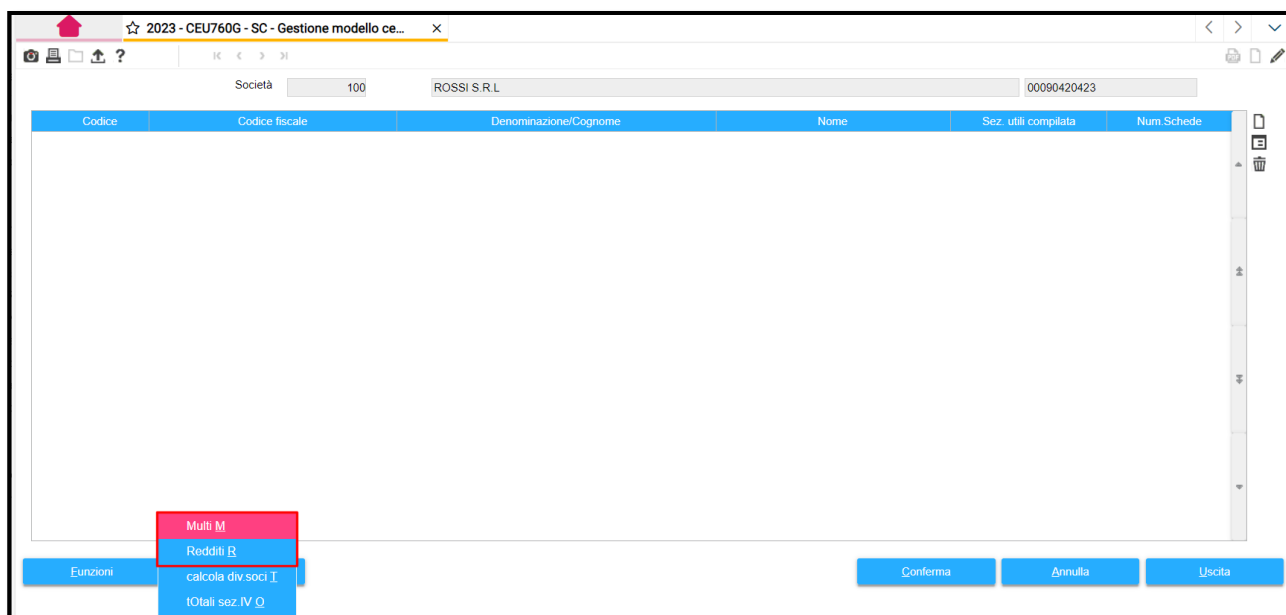 2023 - CEU760G - SC - Gestione modello ce...
?
Società 100 ROSSI S.R.L 00090420423
Codice Codice fiscale Denominazione/Cognome Nome Sez. utili compilata Num.Schede
Multi M
Redditi R
calcola div.soci T
tOtali sez.IV O
Funzioni Conferma Annulla Uscita